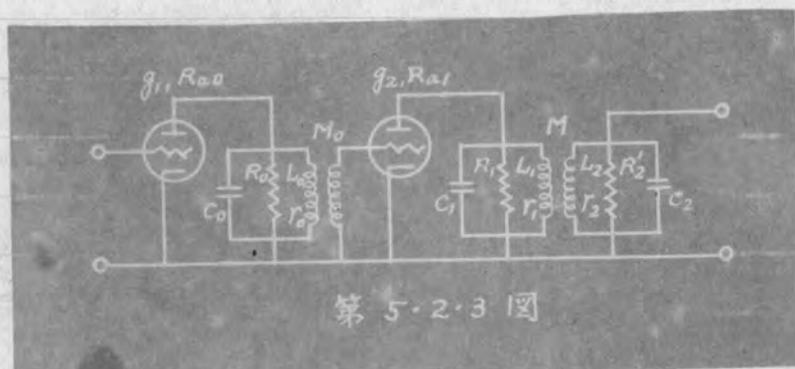 g₁, Ra0
g₂, Ra1
M₀
M
C₀
R₀
L₀
r₀
C₁
R₁
L₁
r₁
L₂
r₂
R₂'
C₂
第 5・2・3 図